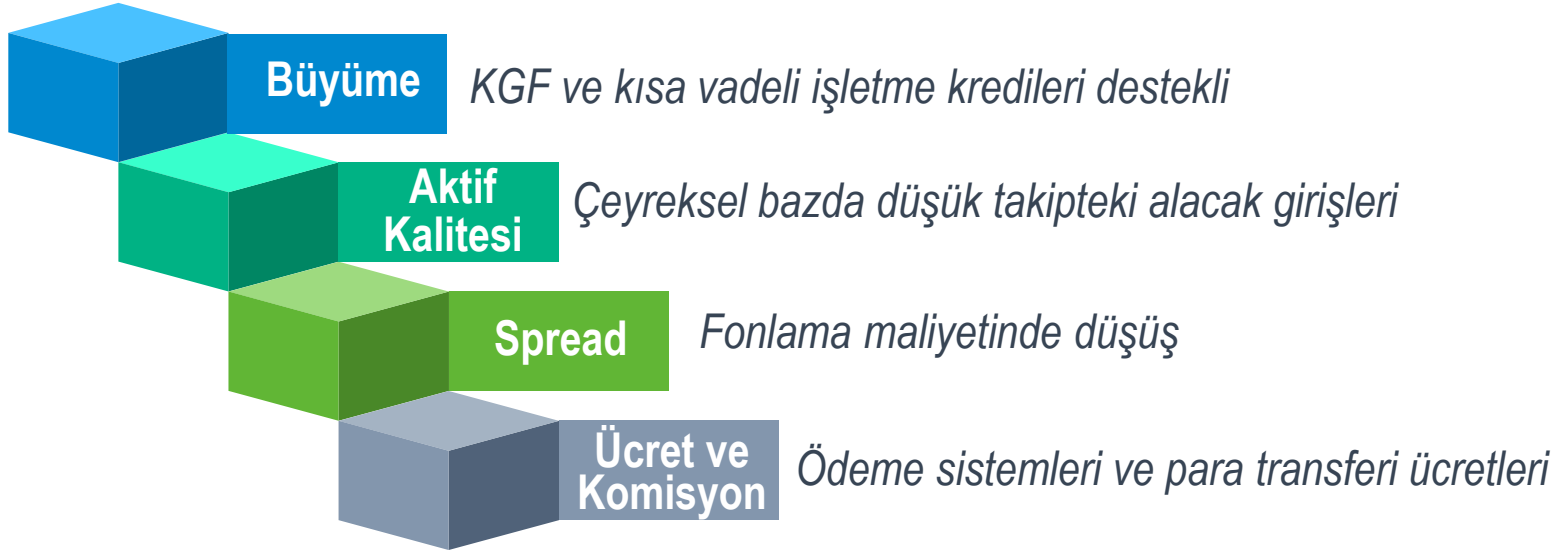 Büyüme
KGF ve kısa vadeli işletme kredileri destekli
Aktif
Kalitesi
Çeyreksel bazda düşük takipteki alacak girişleri
Spread
Fonlama maliyetinde düşüş
Ücret ve
Komisyon
Ödeme sistemleri ve para transferi ücretleri